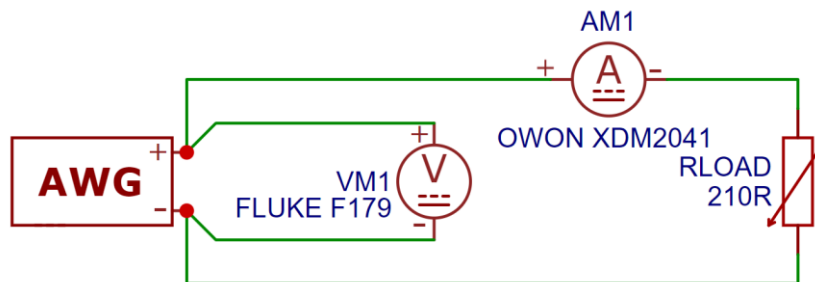 AM1
+
A
-
OWON XDM2041
AWG
+
-
+
V
-
VM1
FLUKE F179
RLOAD
210R